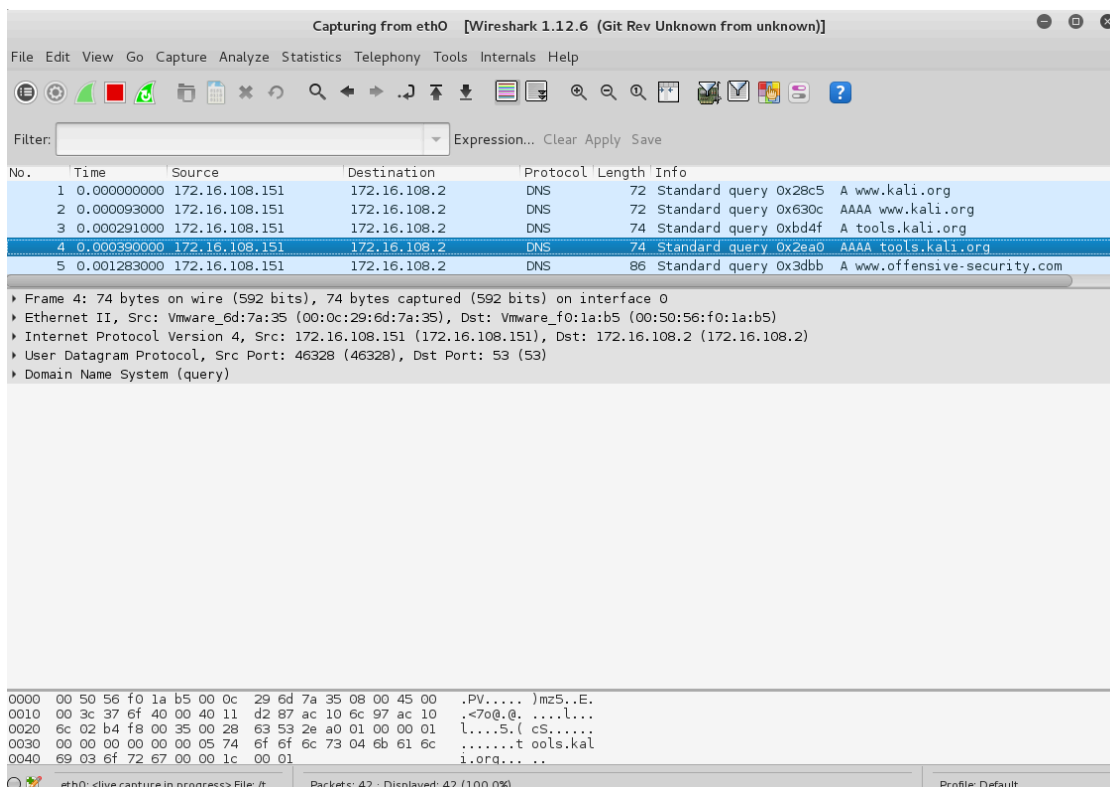 Capturing from eth0 [Wireshark 1.12.6 (Git Rev Unknown from unknown)]
File Edit View Go Capture Analyze Statistics Telephony Tools Internals Help
Filter: Expression... Clear Apply Save
No. Time Source Destination Protocol Length Info
1 0.000000000 172.16.108.151 172.16.108.2 DNS 72 Standard query 0x28c5 A www.kali.org
2 0.000093000 172.16.108.151 172.16.108.2 DNS 72 Standard query 0x630c AAAA www.kali.org
3 0.000291000 172.16.108.151 172.16.108.2 DNS 74 Standard query 0xbd4f A tools.kali.org
4 0.000390000 172.16.108.151 172.16.108.2 DNS 74 Standard query 0x2ea0 AAAA tools.kali.org
5 0.001283000 172.16.108.151 172.16.108.2 DNS 86 Standard query 0x3dbb A www.offensive-security.com
Frame 4: 74 bytes on wire (592 bits), 74 bytes captured (592 bits) on interface 0
Ethernet II, Src: Vmware_6d:7a:35 (00:0c:29:6d:7a:35), Dst: Vmware_f0:1a:b5 (00:50:56:f0:1a:b5)
Internet Protocol Version 4, Src: 172.16.108.151 (172.16.108.151), Dst: 172.16.108.2 (172.16.108.2)
User Datagram Protocol, Src Port: 46328 (46328), Dst Port: 53 (53)
Domain Name System (query)
0000 00 50 56 f0 1a b5 00 0c 29 6d 7a 35 08 00 45 00 .PV..... )mz5..E.
0010 00 3c 37 6f 40 00 40 11 d2 87 ac 10 6c 97 ac 10 .<7o@.@. ....l...
0020 6c 02 b4 f8 00 35 00 28 63 53 2e a0 01 00 00 01 l....5.( cS......
0030 00 00 00 00 00 00 05 74 6f 6f 6c 73 04 6b 61 6c .......t ools.kal
0040 69 03 6f 72 67 00 00 1c 00 01 i.org... ..
eth0: <live capture in progress> File: /t Packets: 42 · Displayed: 42 (100.0%) Profile: Default